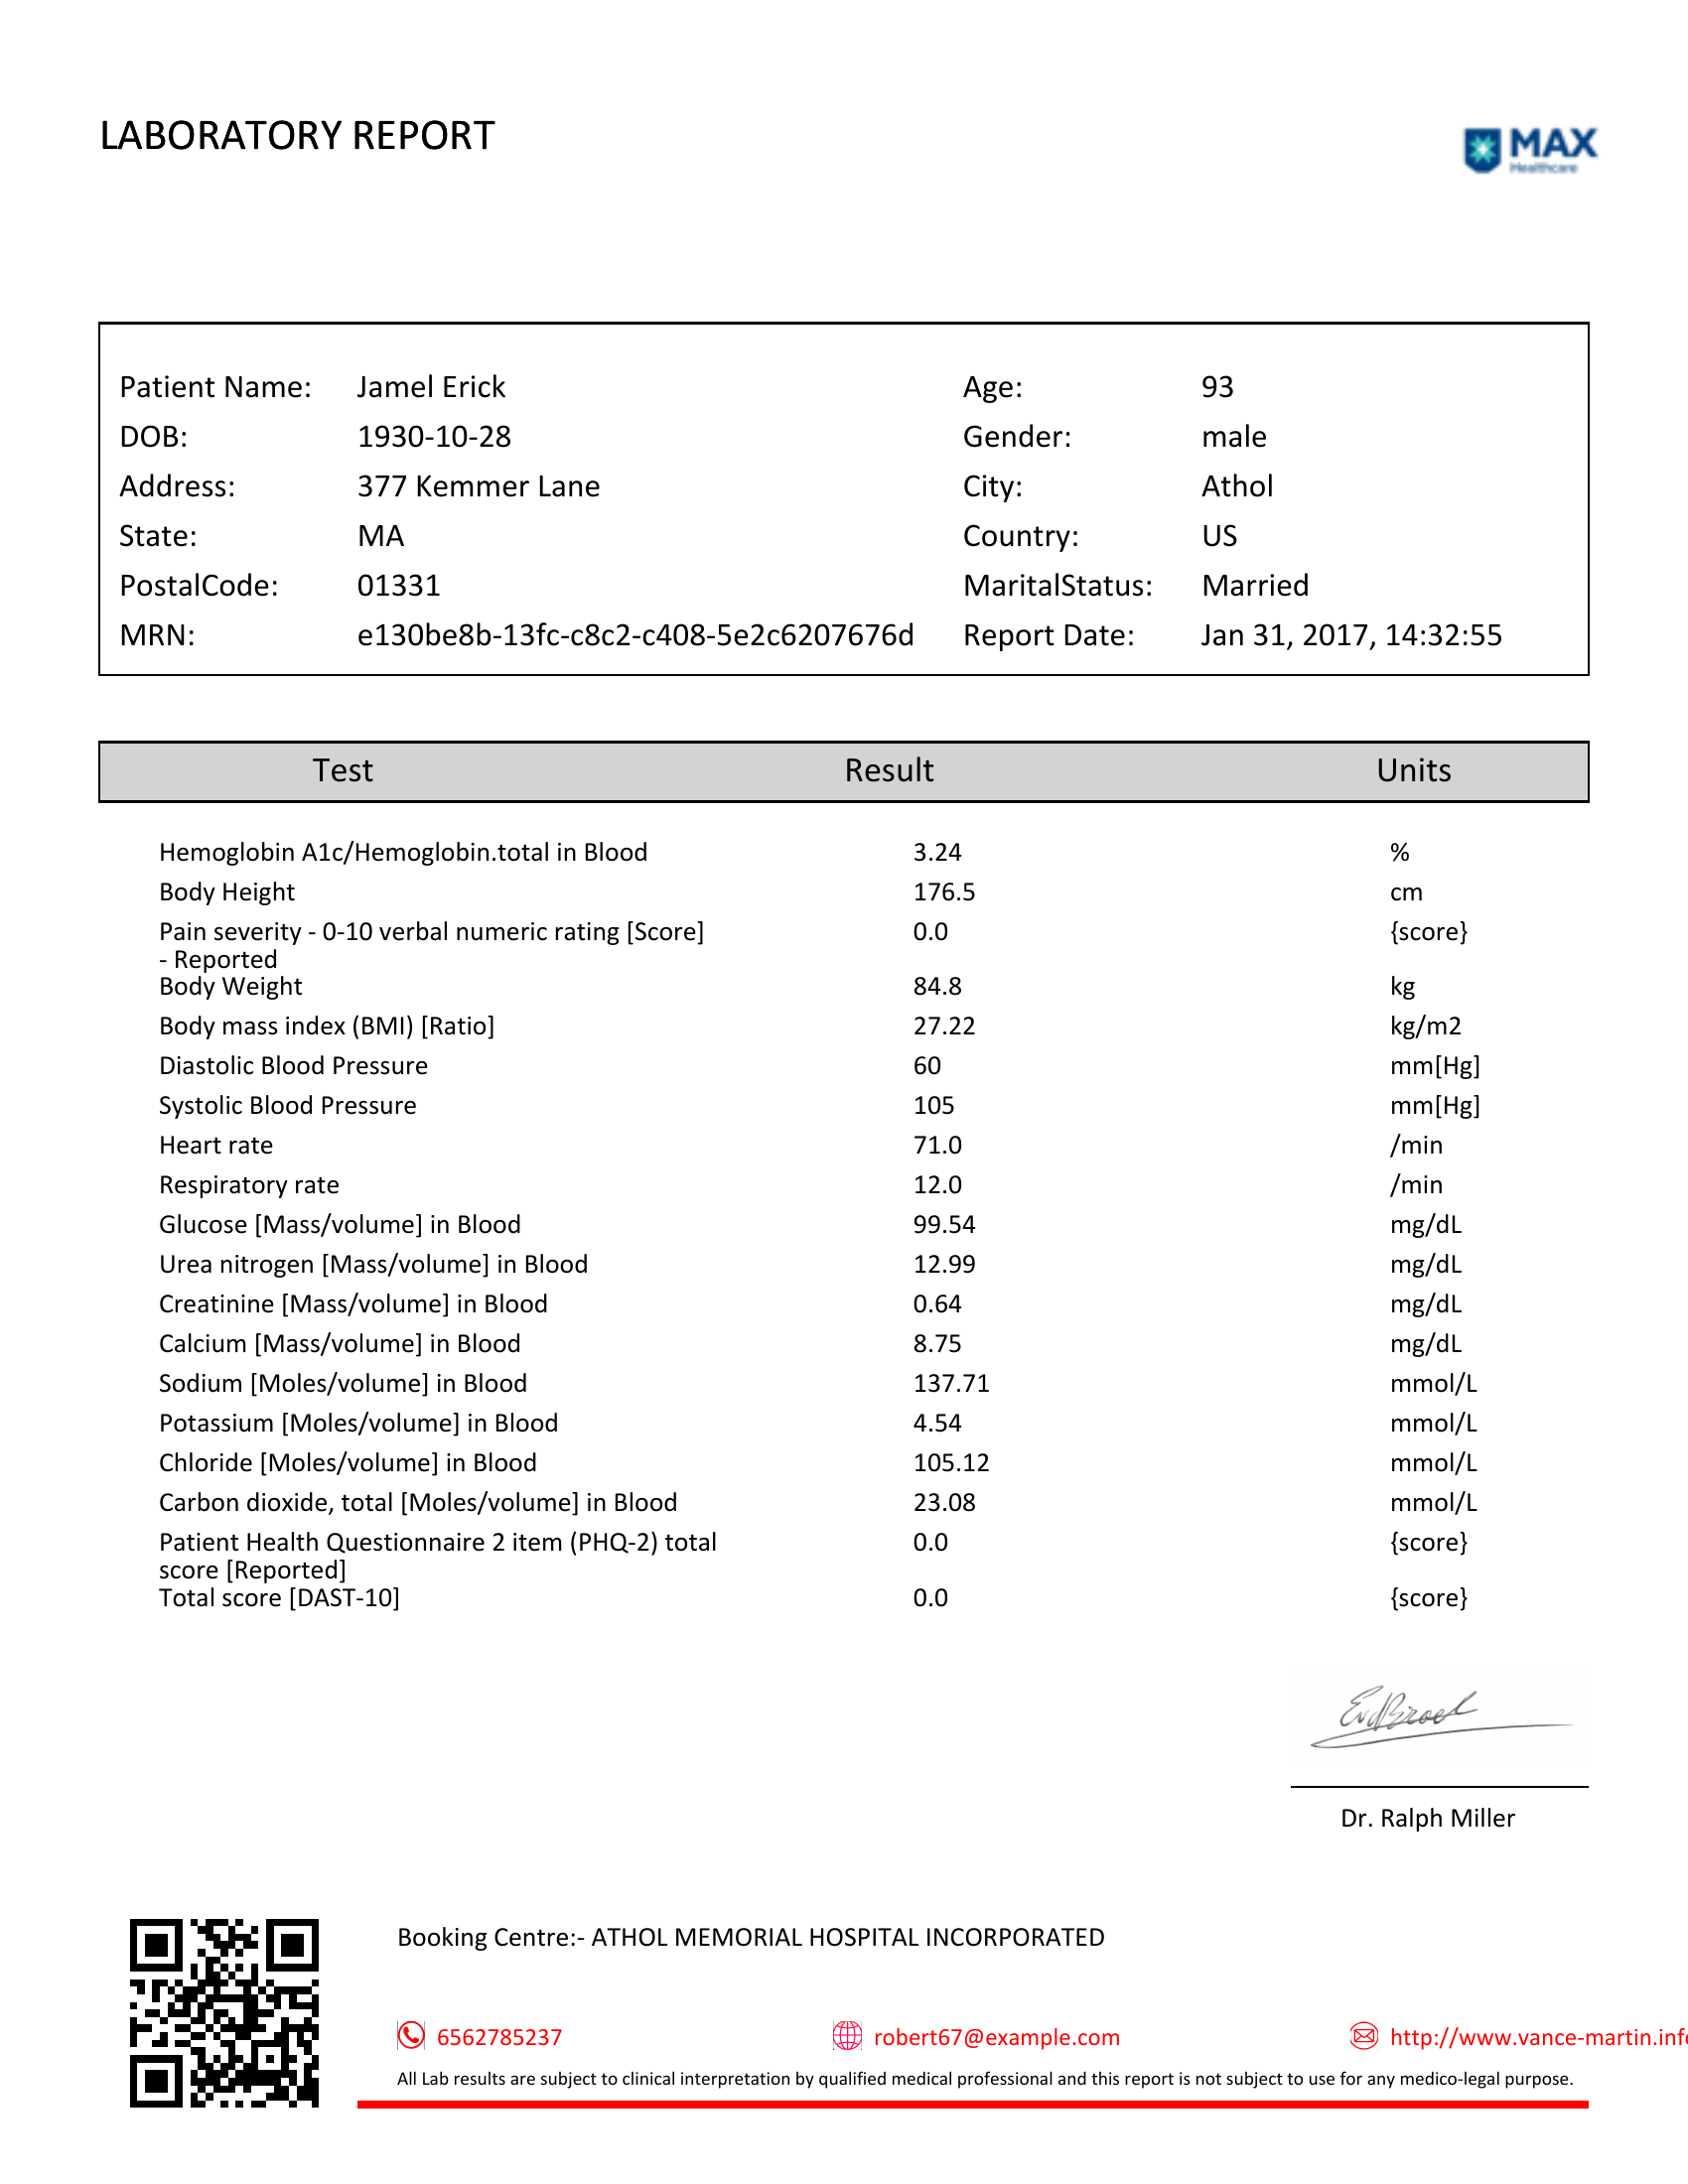 LABORATORY REPORT
MAX
Healthcare
Patient Name: Jamel Erick Age: 93
DOB: 1930-10-28 Gender: male
Address: 377 Kemmer Lane City: Athol
State: MA Country: US
PostalCode: 01331 MaritalStatus: Married
MRN: e130be8b-13fc-c8c2-c408-5e2c6207676d Report Date: Jan 31, 2017, 14:32:55
Test Result Units
Hemoglobin A1c/Hemoglobin.total in Blood 3.24 %
Body Height 176.5 cm
Pain severity - 0-10 verbal numeric rating [Score] 0.0 {score}
- Reported
Body Weight 84.8 kg
Body mass index (BMI) [Ratio] 27.22 kg/m2
Diastolic Blood Pressure 60 mm[Hg]
Systolic Blood Pressure 105 mm[Hg]
Heart rate 71.0 /min
Respiratory rate 12.0 /min
Glucose [Mass/volume] in Blood 99.54 mg/dL
Urea nitrogen [Mass/volume] in Blood 12.99 mg/dL
Creatinine [Mass/volume] in Blood 0.64 mg/dL
Calcium [Mass/volume] in Blood 8.75 mg/dL
Sodium [Moles/volume] in Blood 137.71 mmol/L
Potassium [Moles/volume] in Blood 4.54 mmol/L
Chloride [Moles/volume] in Blood 105.12 mmol/L
Carbon dioxide, total [Moles/volume] in Blood 23.08 mmol/L
Patient Health Questionnaire 2 item (PHQ-2) total 0.0 {score}
score [Reported]
Total score [DAST-10] 0.0 {score}
Dr. Ralph Miller
Booking Centre:- ATHOL MEMORIAL HOSPITAL INCORPORATED
6562785237 robert67@example.com http://www.vance-martin.info
All Lab results are subject to clinical interpretation by qualified medical professional and this report is not subject to use for any medico-legal purpose.